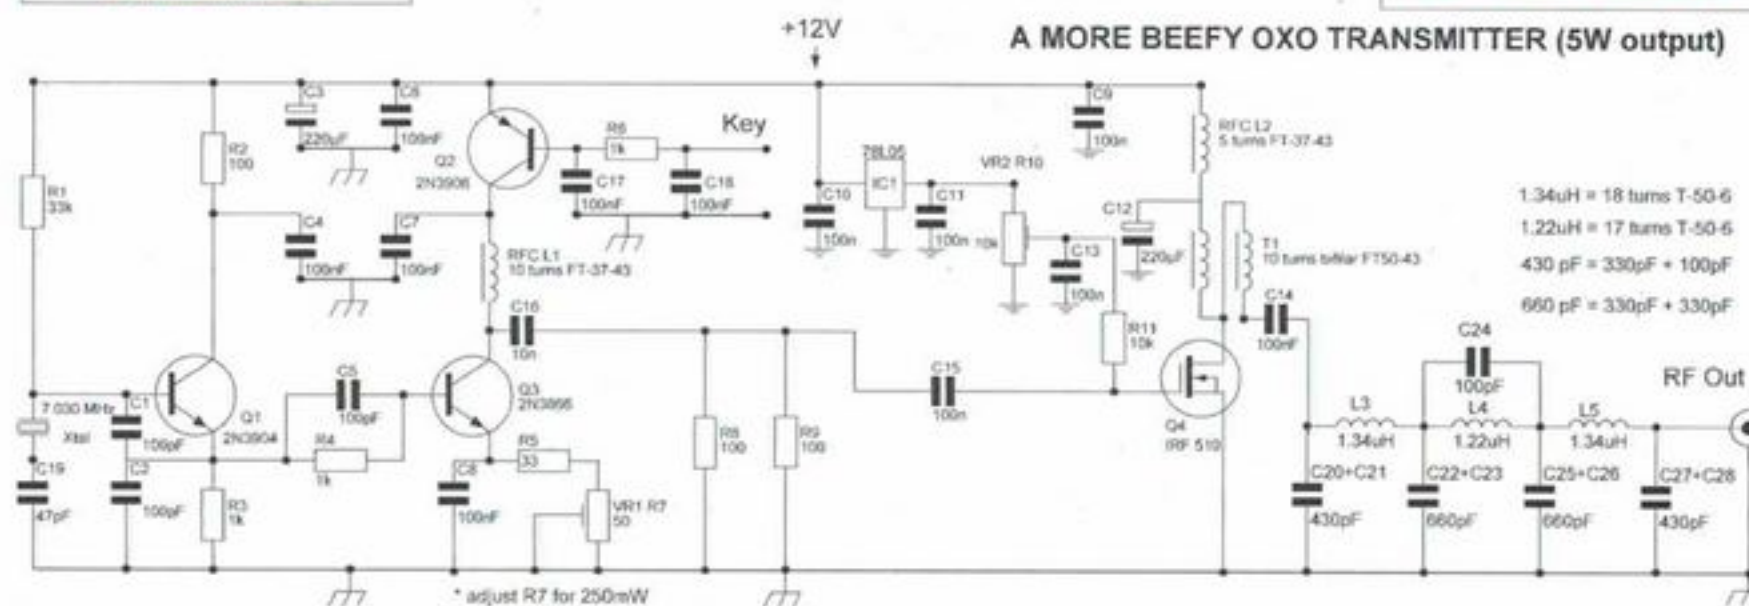 +12V
A MORE BEEFY OXO TRANSMITTER (5W output)
C3
220µF
C6
100nF
R2
100
R1
33k
Q2
2N3906
R6
1k
Key
C17
100nF
C18
100nF
C4
100nF
C7
100nF
RFC L1
10 turns FT-37-43
C16
10n
78L05
IC1
C10
100n
C11
100n
VR2 R10
10k
C13
100n
C9
100n
RFC L2
5 turns FT-37-43
C12
220µF
T1
10 turns bifilar FT50-43
C14
100nF
R11
10k
1.34uH = 18 turns T-50-6
1.22uH = 17 turns T-50-6
430 pF = 330pF + 100pF
660 pF = 330pF + 330pF
7.030 MHz
Xtal
C1
100pF
Q1
2N3904
C5
100pF
R4
1k
Q3
2N3866
C19
47pF
C2
100pF
R3
1k
C8
100nF
R5
33
VR1 R7
50
R8
100
R9
100
C15
100n
Q4
IRF 510
C24
100pF
RF Out
L3
1.34uH
L4
1.22uH
L5
1.34uH
C20+C21
430pF
C22+C23
660pF
C25+C26
660pF
C27+C28
430pF
* adjust R7 for 250mW